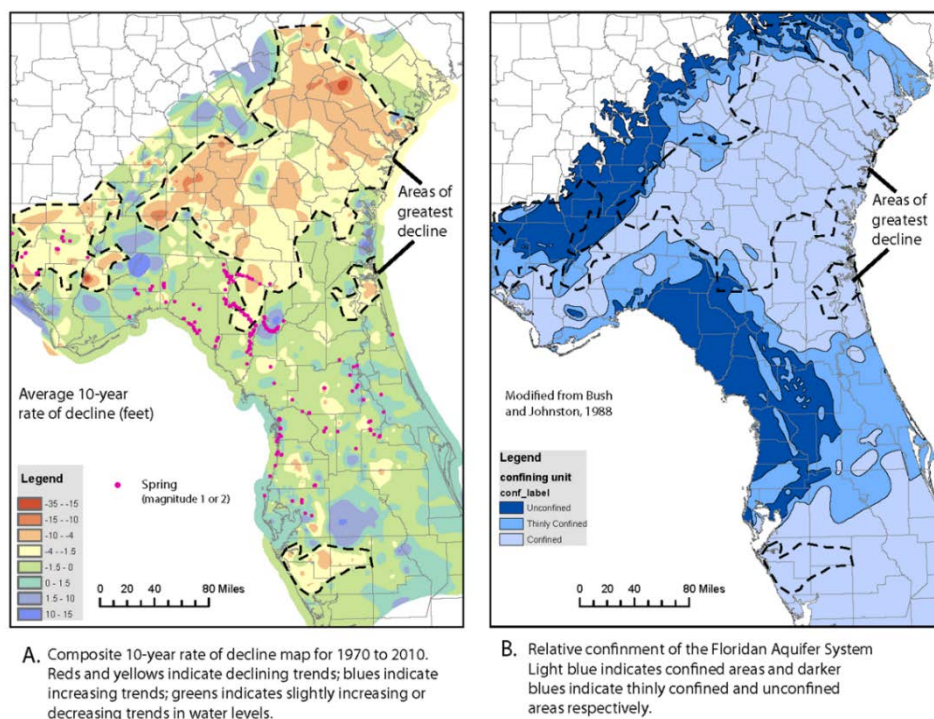 Areas of
greatest
decline
Average 10-year
rate of decline (feet)
Legend
-35 - -15
-15 - -10
-10 - -4
-4 - -1.5
-1.5 - 0
0 - 1.5
1.5 - 10
10 - 15
Spring
(magnitude 1 or 2)
0 20 40 80 Miles
A. Composite 10-year rate of decline map for 1970 to 2010.
Reds and yellows indicate declining trends; blues indicate
increasing trends; greens indicates slightly increasing or
decreasing trends in water levels.
Areas of
greatest
decline
Modified from Bush
and Johnston, 1988
Legend
confining unit
conf_label
Unconfined
Thinly Confined
Confined
0 20 40 80 Miles
B. Relative confinment of the Floridan Aquifer System
Light blue indicates confined areas and darker
blues indicate thinly confined and unconfined
areas respectively.